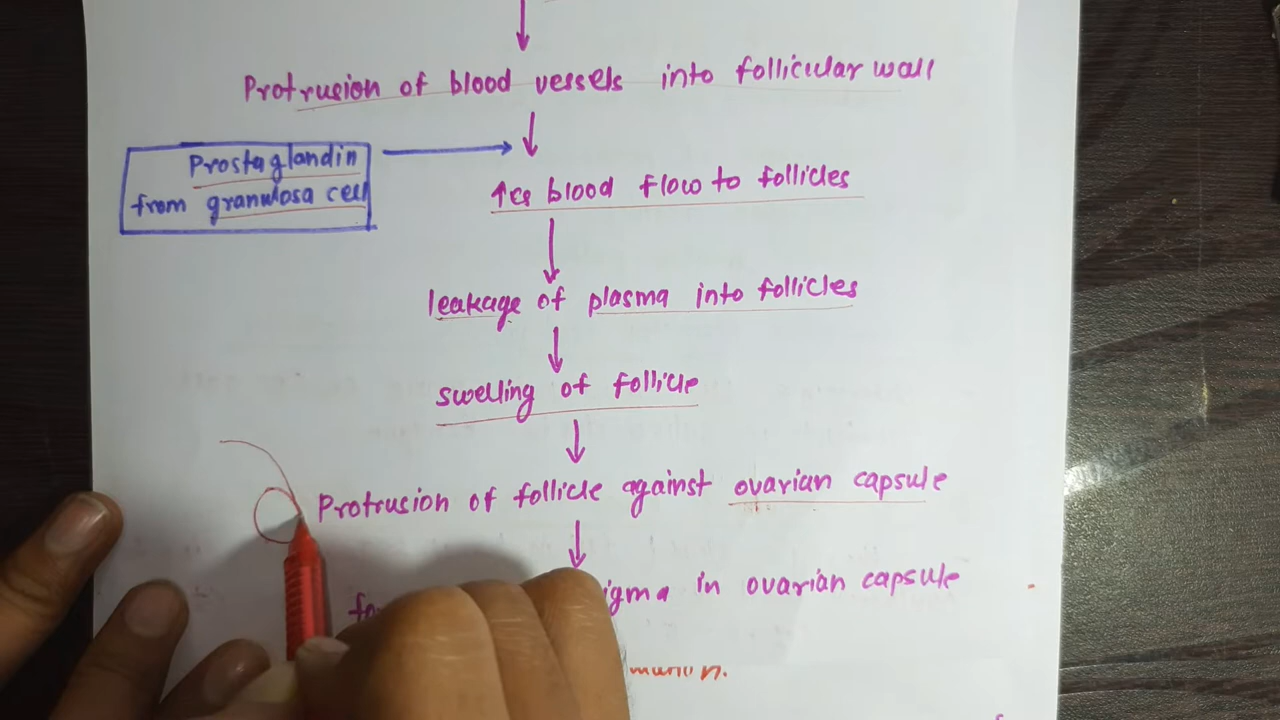 Protrusion of blood vessels into follicular wall
Prostaglandin
from granulosa cell
↑es blood flow to follicles
leakage of plasma into follicles
swelling of follicle
Protrusion of follicle against ovarian capsule
in ovarian capsule